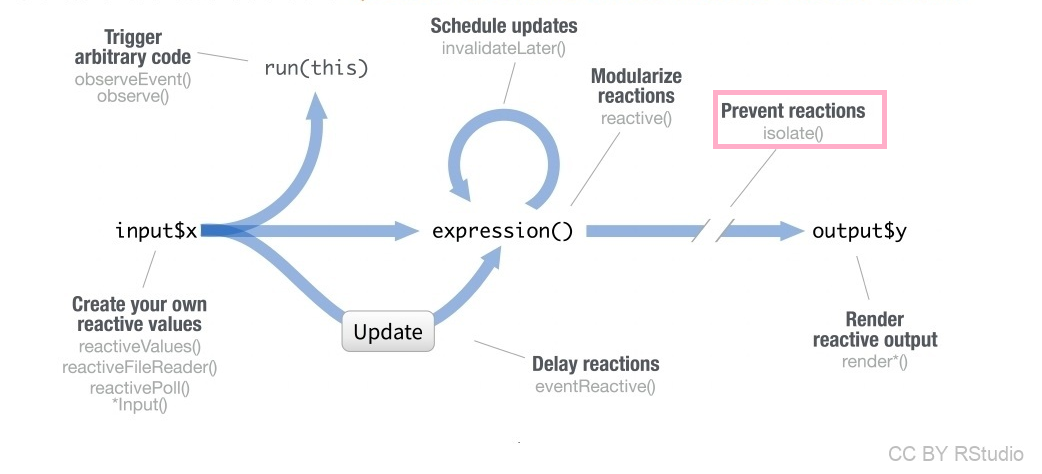 Trigger
arbitrary code
observeEvent()
observe()
run(this)
Schedule updates
invalidateLater()
Modularize
reactions
reactive()
Prevent reactions
isolate()
input$x
expression()
output$y
Create your own
reactive values
reactiveValues()
reactiveFileReader()
reactivePoll()
*Input()
Update
Delay reactions
eventReactive()
Render
reactive output
render*()
CC BY RStudio